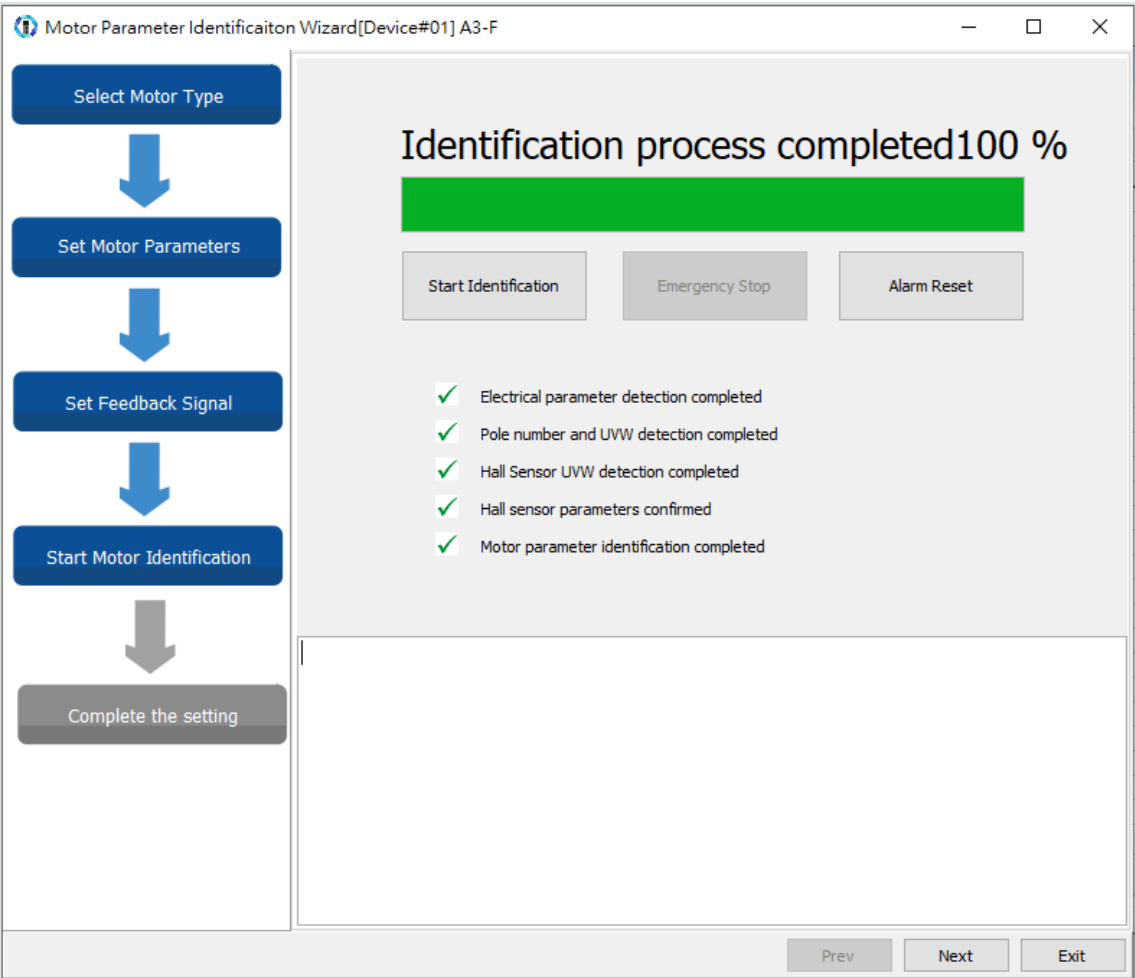 Motor Parameter Identificaiton Wizard[Device#01] A3-F
Select Motor Type
Set Motor Parameters
Set Feedback Signal
Start Motor Identification
Complete the setting
Identification process completed100 %
Start Identification
Emergency Stop
Alarm Reset
Electrical parameter detection completed
Pole number and UVW detection completed
Hall Sensor UVW detection completed
Hall sensor parameters confirmed
Motor parameter identification completed
Prev
Next
Exit